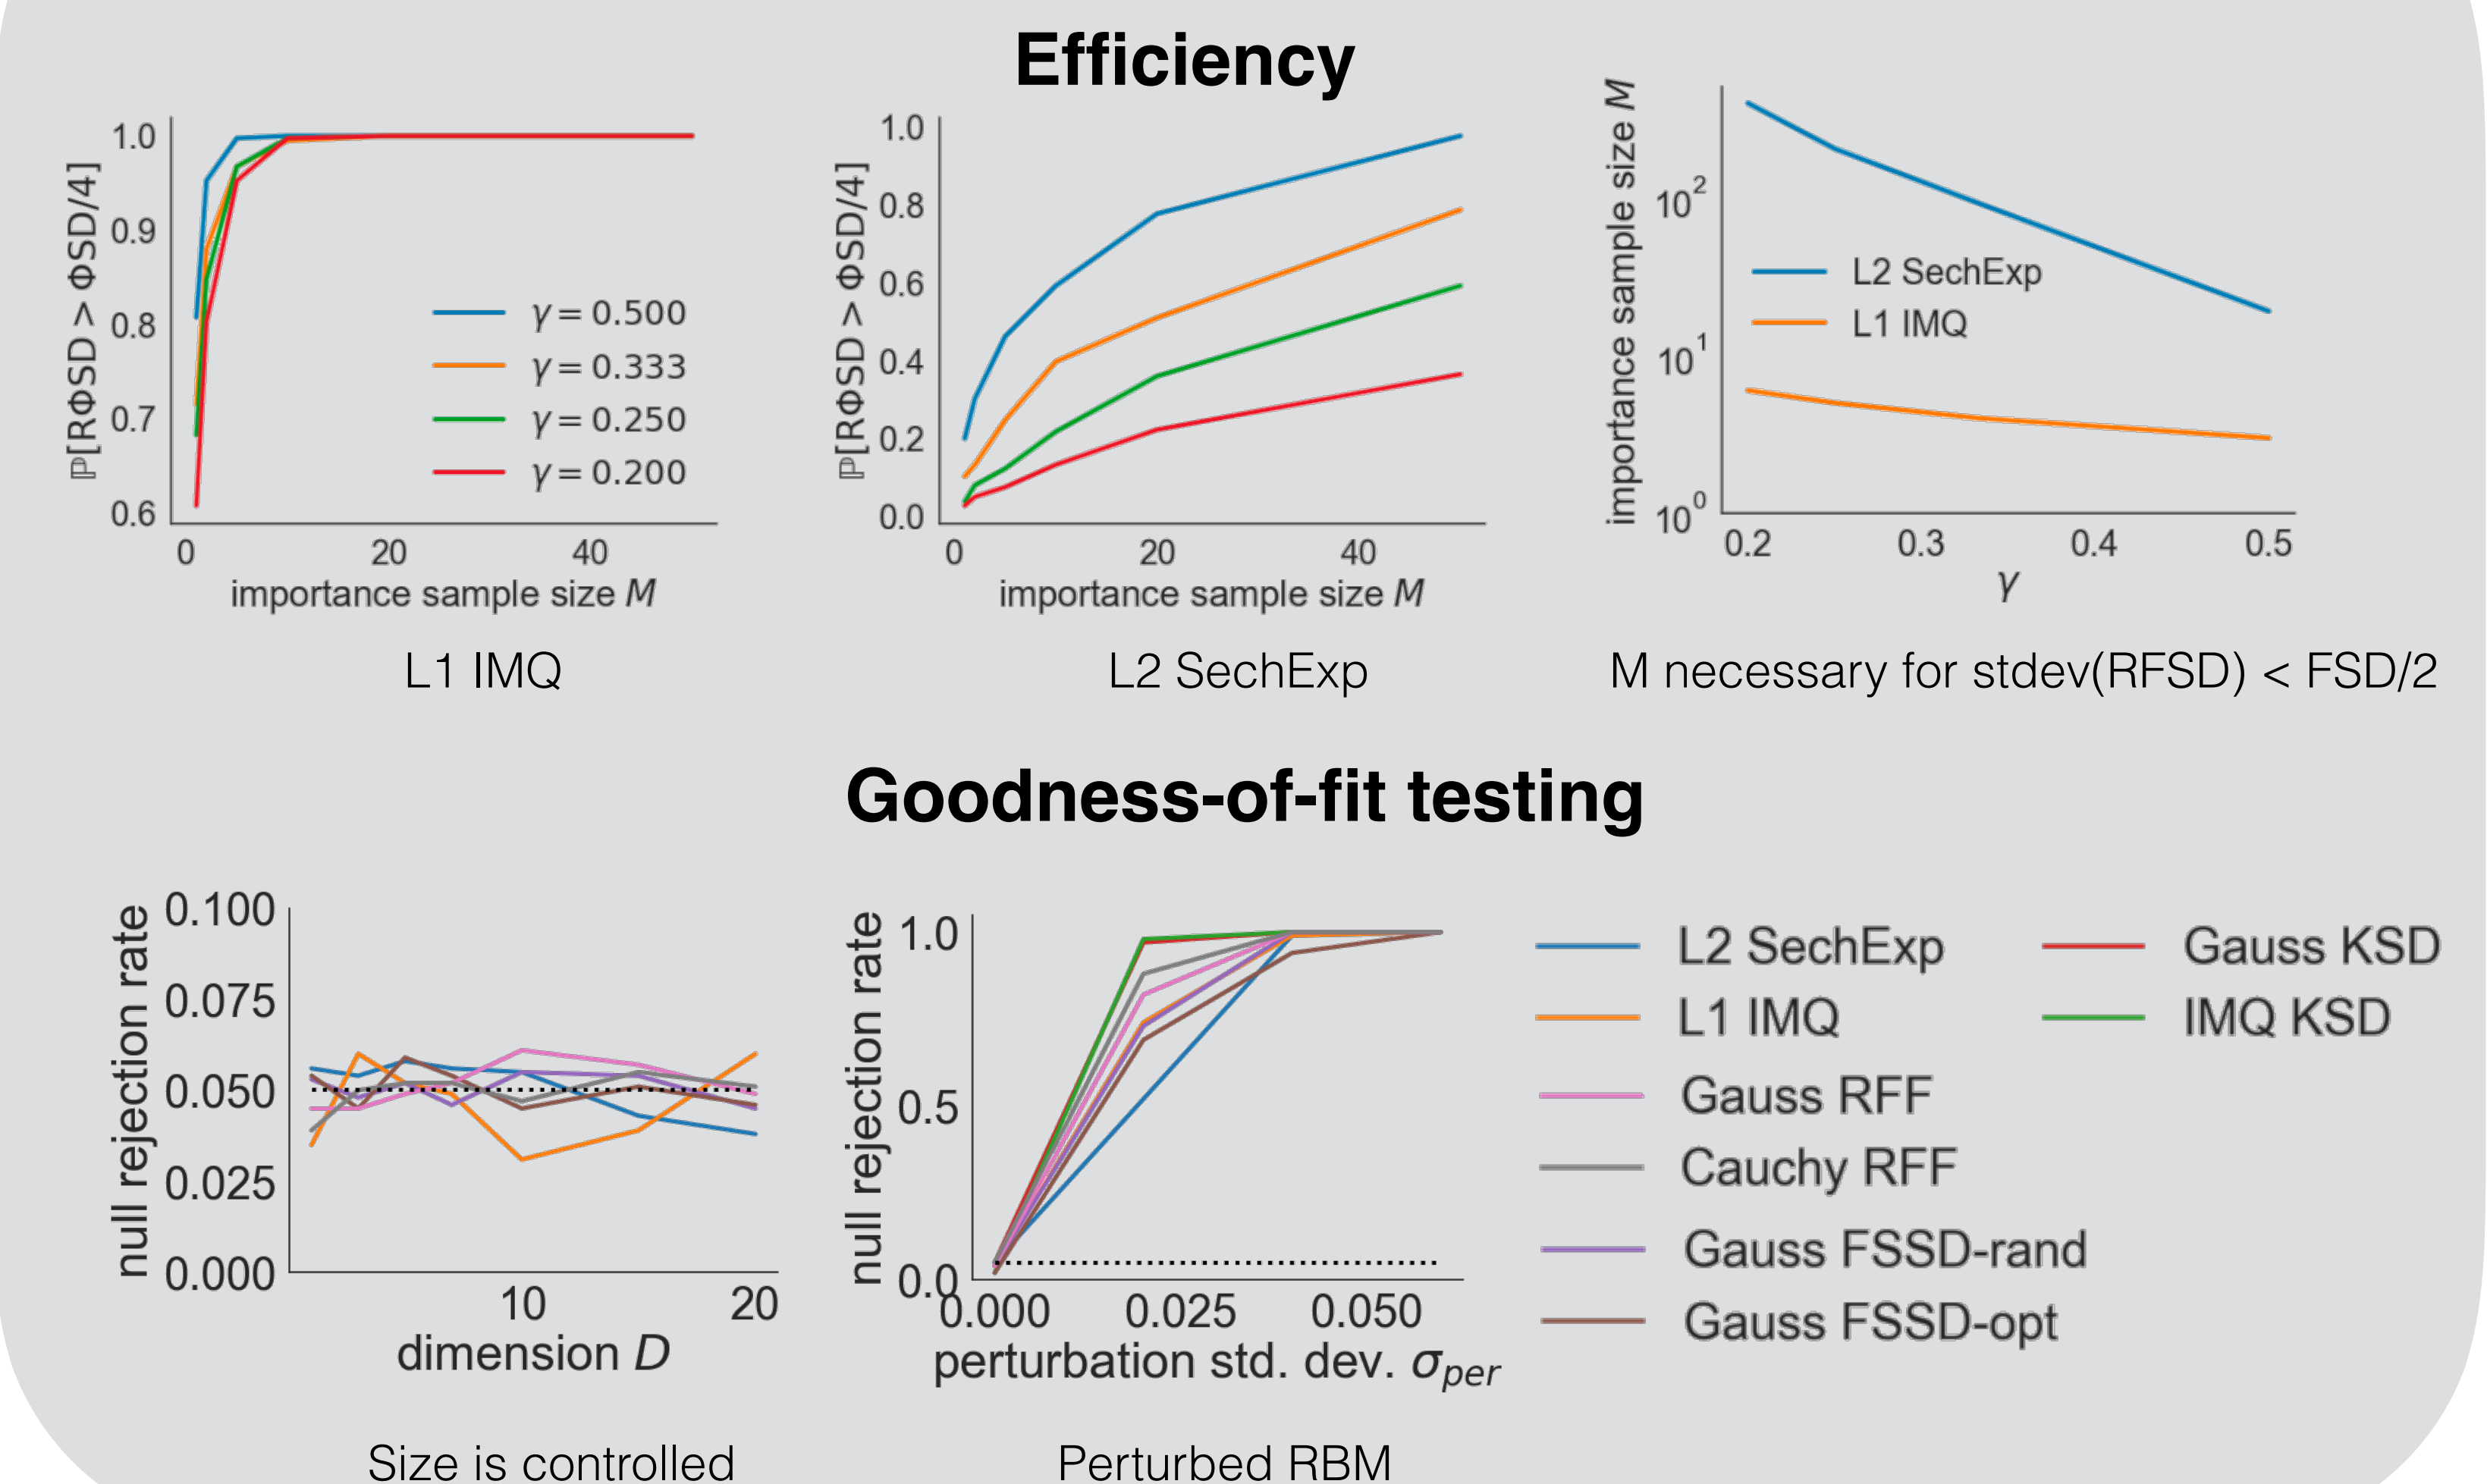 Efficiency
ℙ[RΦSD > ΦSD/4]
1.0
0.9
0.8
0.7
0.6
0 20 40
importance sample size M
γ = 0.500
γ = 0.333
γ = 0.250
γ = 0.200
L1 IMQ
ℙ[RΦSD > ΦSD/4]
1.0
0.8
0.6
0.4
0.2
0.0
0 20 40
importance sample size M
L2 SechExp
importance sample size M
10²
10¹
10⁰
L2 SechExp
L1 IMQ
0.2 0.3 0.4 0.5
γ
M necessary for stdev(RFSD) < FSD/2
Goodness-of-fit testing
null rejection rate
0.100
0.075
0.050
0.025
0.000
10 20
dimension D
Size is controlled
null rejection rate
1.0
0.5
0.0
0.000 0.025 0.050
perturbation std. dev. σ_per
Perturbed RBM
L2 SechExp
L1 IMQ
Gauss RFF
Cauchy RFF
Gauss FSSD-rand
Gauss FSSD-opt
Gauss KSD
IMQ KSD